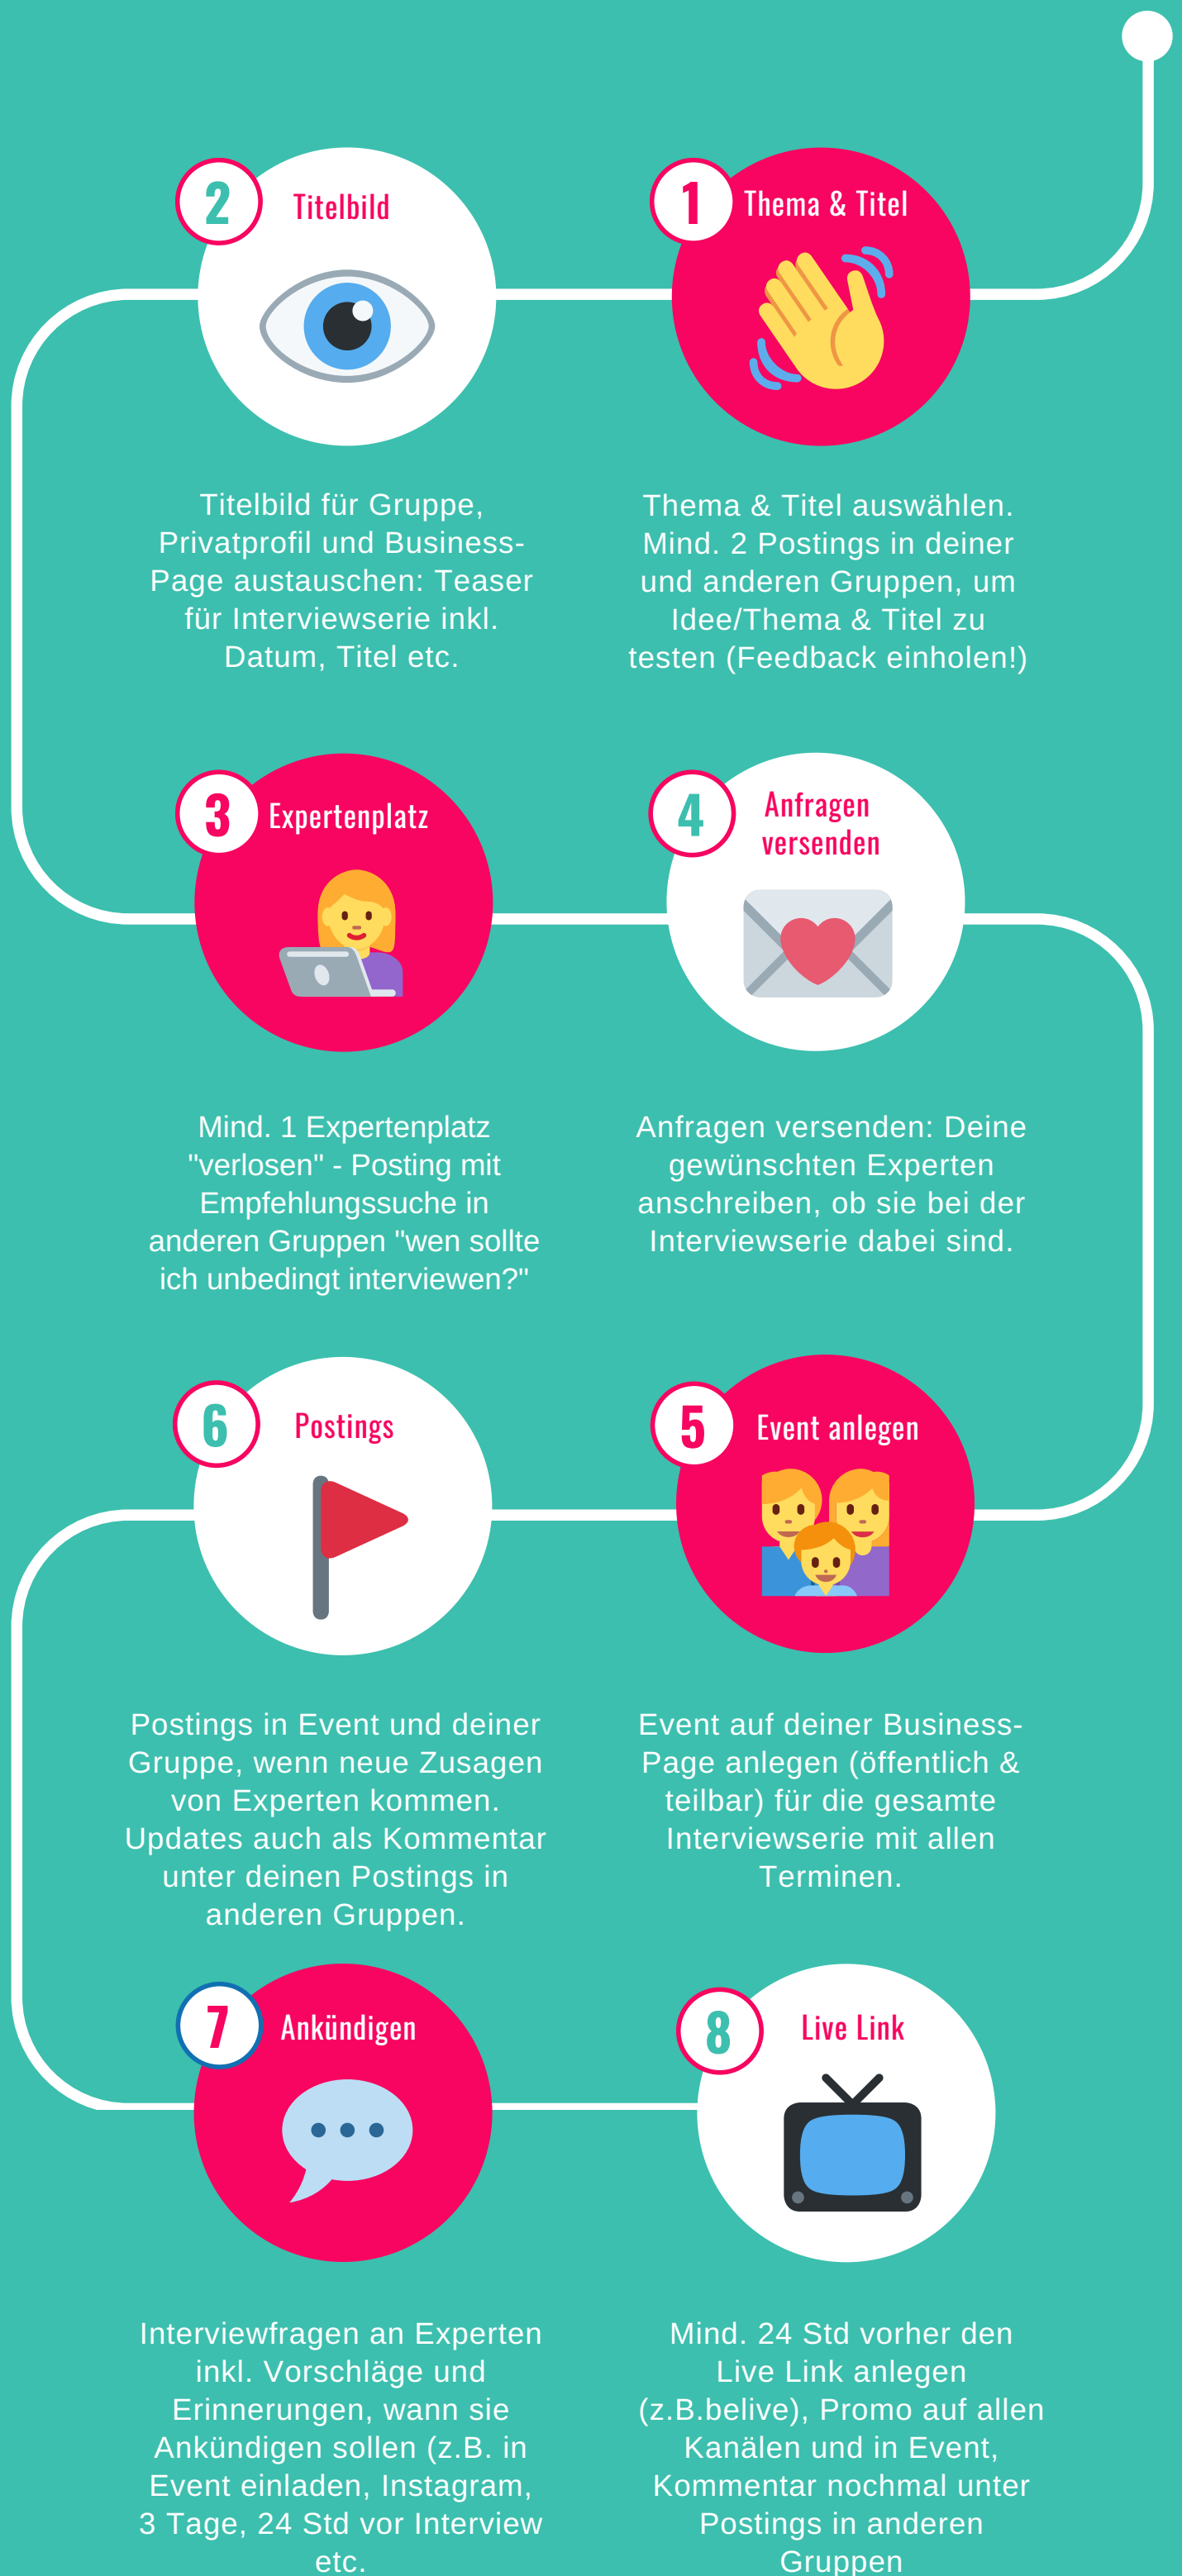 1
Thema & Titel
Thema & Titel auswählen.
Mind. 2 Postings in deiner
und anderen Gruppen, um
Idee/Thema & Titel zu
testen (Feedback einholen!)
2
Titelbild
Titelbild für Gruppe,
Privatprofil und Business-
Page austauschen: Teaser
für Interviewserie inkl.
Datum, Titel etc.
3
Expertenplatz
Mind. 1 Expertenplatz
"verlosen" - Posting mit
Empfehlungssuche in
anderen Gruppen "wen sollte
ich unbedingt interviewen?"
4
Anfragen
versenden
Anfragen versenden: Deine
gewünschten Experten
anschreiben, ob sie bei der
Interviewserie dabei sind.
5
Event anlegen
Event auf deiner Business-
Page anlegen (öffentlich &
teilbar) für die gesamte
Interviewserie mit allen
Terminen.
6
Postings
Postings in Event und deiner
Gruppe, wenn neue Zusagen
von Experten kommen.
Updates auch als Kommentar
unter deinen Postings in
anderen Gruppen.
7
Ankündigen
Interviewfragen an Experten
inkl. Vorschläge und
Erinnerungen, wann sie
Ankündigen sollen (z.B. in
Event einladen, Instagram,
3 Tage, 24 Std vor Interview
etc.
8
Live Link
Mind. 24 Std vorher den
Live Link anlegen
(z.B.belive), Promo auf allen
Kanälen und in Event,
Kommentar nochmal unter
Postings in anderen
Gruppen